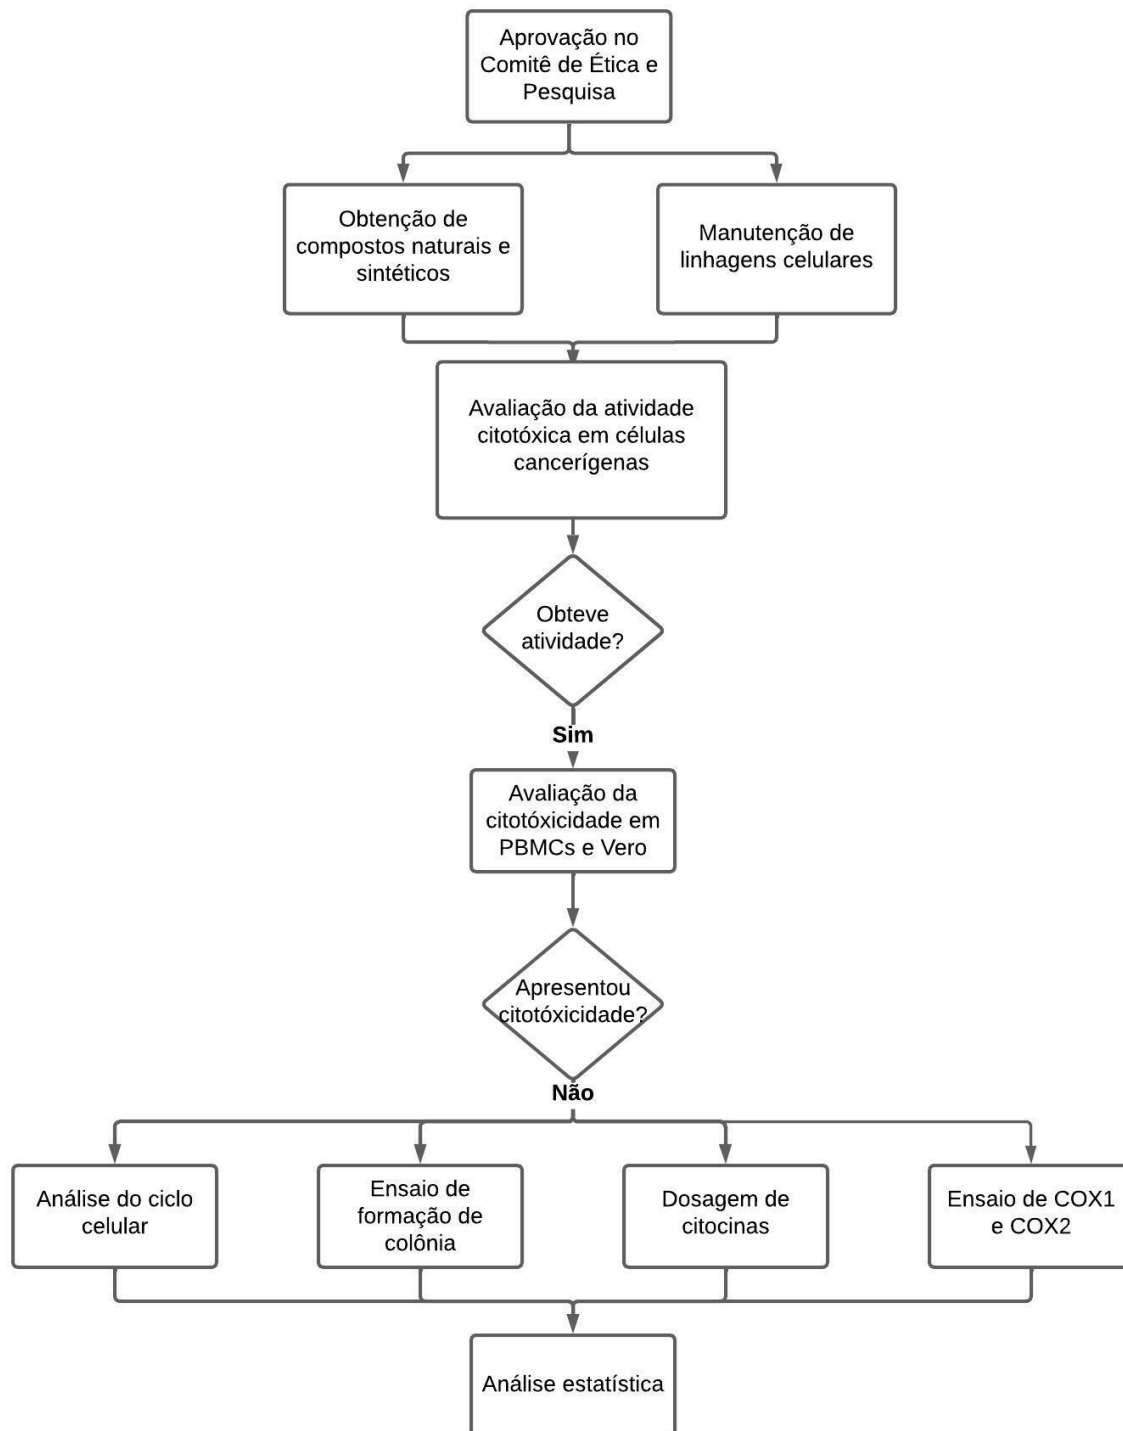 Aprovação no
Comitê de Ética e
Pesquisa
Obtenção de
compostos naturais e
sintéticos
Manutenção de
linhagens celulares
Avaliação da atividade
citotóxica em células
cancerígenas
Obteve
atividade?
Sim
Avaliação da
citotóxicidade em
PBMCs e Vero
Apresentou
citotóxicidade?
Não
Análise do ciclo
celular
Ensaio de
formação de
colônia
Dosagem de
citocinas
Ensaio de COX1
e COX2
Análise estatística